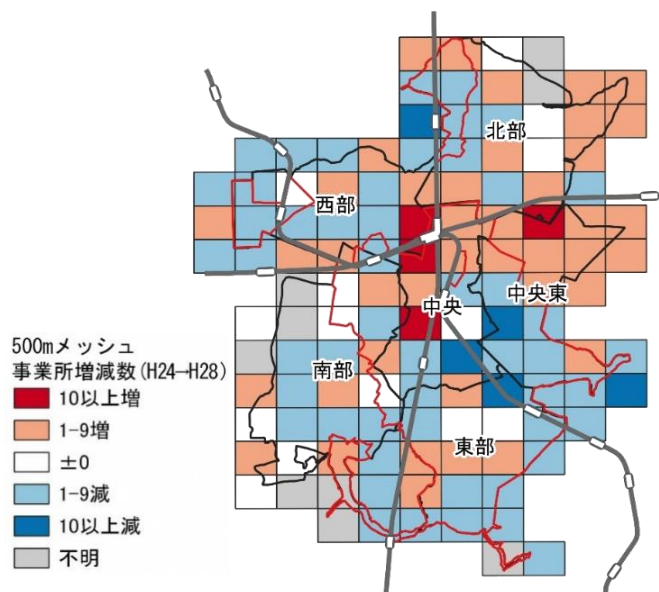 北部
西部
中央
中央東
南部
東部
500mメッシュ
事業所増減数(H24→H28)
10以上増
1-9増
±0
1-9減
10以上減
不明